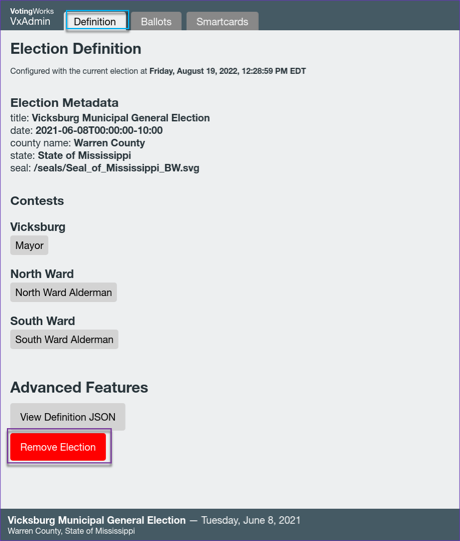 VotingWorks
VxAdmin
Definition
Ballots
Smartcards
Election Definition
Configured with the current election at Friday, August 19, 2022, 12:28:59 PM EDT
Election Metadata
title: Vicksburg Municipal General Election
date: 2021-06-08T00:00:00-10:00
county name: Warren County
state: State of Mississippi
seal: /seals/Seal_of_Mississippi_BW.svg
Contests
Vicksburg
Mayor
North Ward
North Ward Alderman
South Ward
South Ward Alderman
Advanced Features
View Definition JSON
Remove Election
Vicksburg Municipal General Election — Tuesday, June 8, 2021
Warren County, State of Mississippi